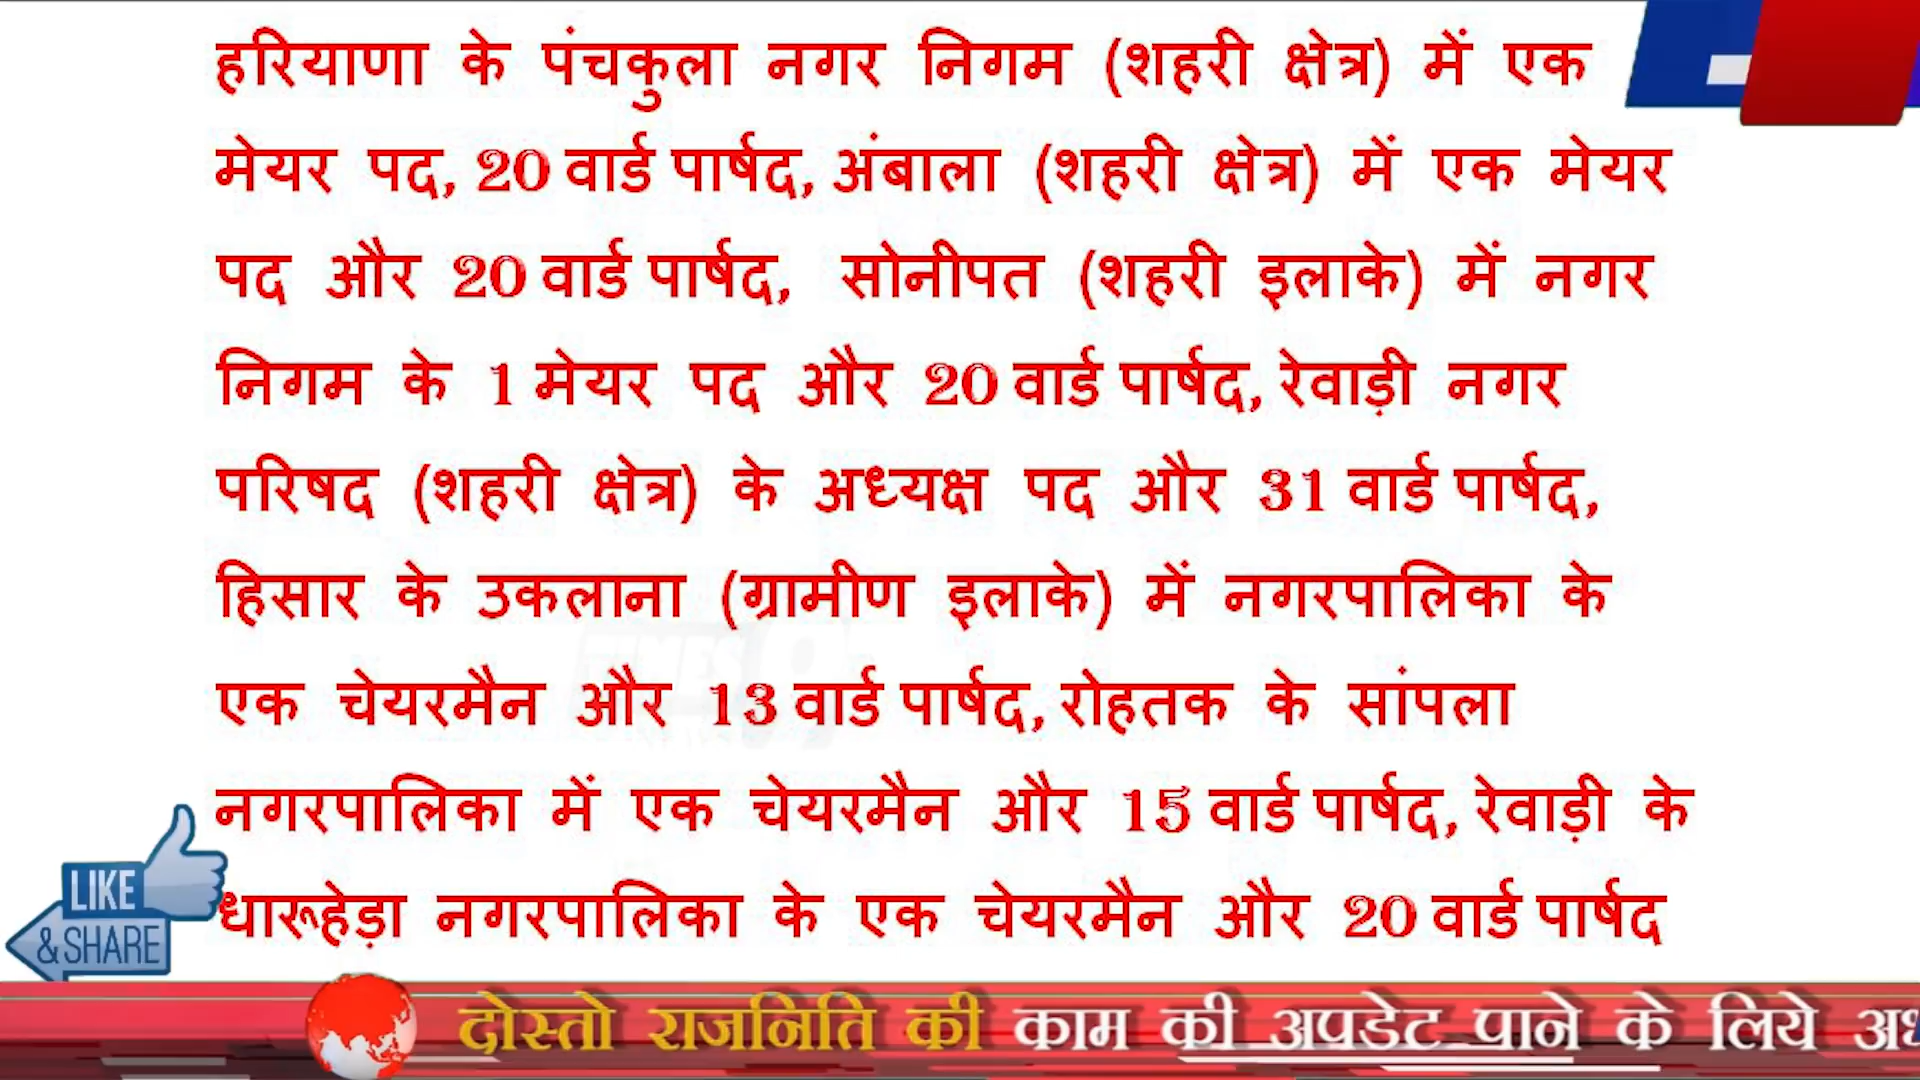 हरियाणा के पंचकुला नगर निगम (शहरी क्षेत्र) में एक
मेयर पद, 20 वार्ड पार्षद, अंबाला (शहरी क्षेत्र) में एक मेयर
पद और 20 वार्ड पार्षद, सोनीपत (शहरी इलाके) में नगर
निगम के 1 मेयर पद और 20 वार्ड पार्षद, रेवाड़ी नगर
परिषद (शहरी क्षेत्र) के अध्यक्ष पद और 31 वार्ड पार्षद,
हिसार के उकलाना (ग्रामीण इलाके) में नगरपालिका के
एक चेयरमैन और 13 वार्ड पार्षद, रोहतक के सांपला
नगरपालिका में एक चेयरमैन और 15 वार्ड पार्षद, रेवाड़ी के
धारूहेड़ा नगरपालिका के एक चेयरमैन और 20 वार्ड पार्षद
LIKE
& SHARE
दोस्तो राजनिति की काम की अपडेट पाने के लिये